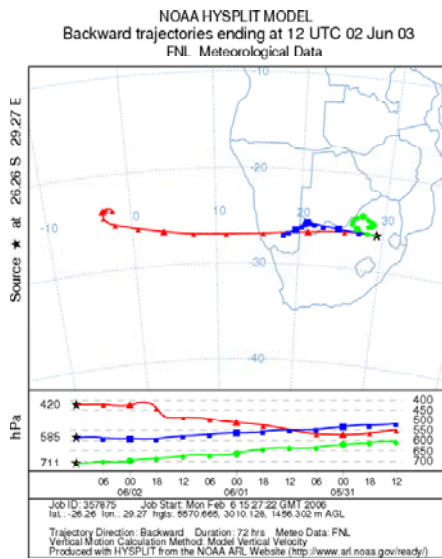 NOAA HYSPLIT MODEL
Backward trajectories ending at 12 UTC 02 Jun 03
FNL Meteorological Data
Source ★ at 26.26 S 29.27 E
-10
-20
-10
0
10
20
30
-30
-40
hPa
420
585
711
400
450
500
550
600
650
700
06 00 18 12 06 00 18 12 06 00 18 12
06/02 06/01 05/31
Job ID: 357875 Job Start: Mon Feb 6 15:27:22 GMT 2006
lat.: -26.26 lon.: 29.27 hgts: 6570.665, 3010.128, 1456.302 m AGL
Trajectory Direction: Backward Duration: 72 hrs Meteo Data: FNL
Vertical Motion Calculation Method: Model Vertical Velocity
Produced with HYSPLIT from the NOAA ARL Website (http://www.arl.noaa.gov/ready/)